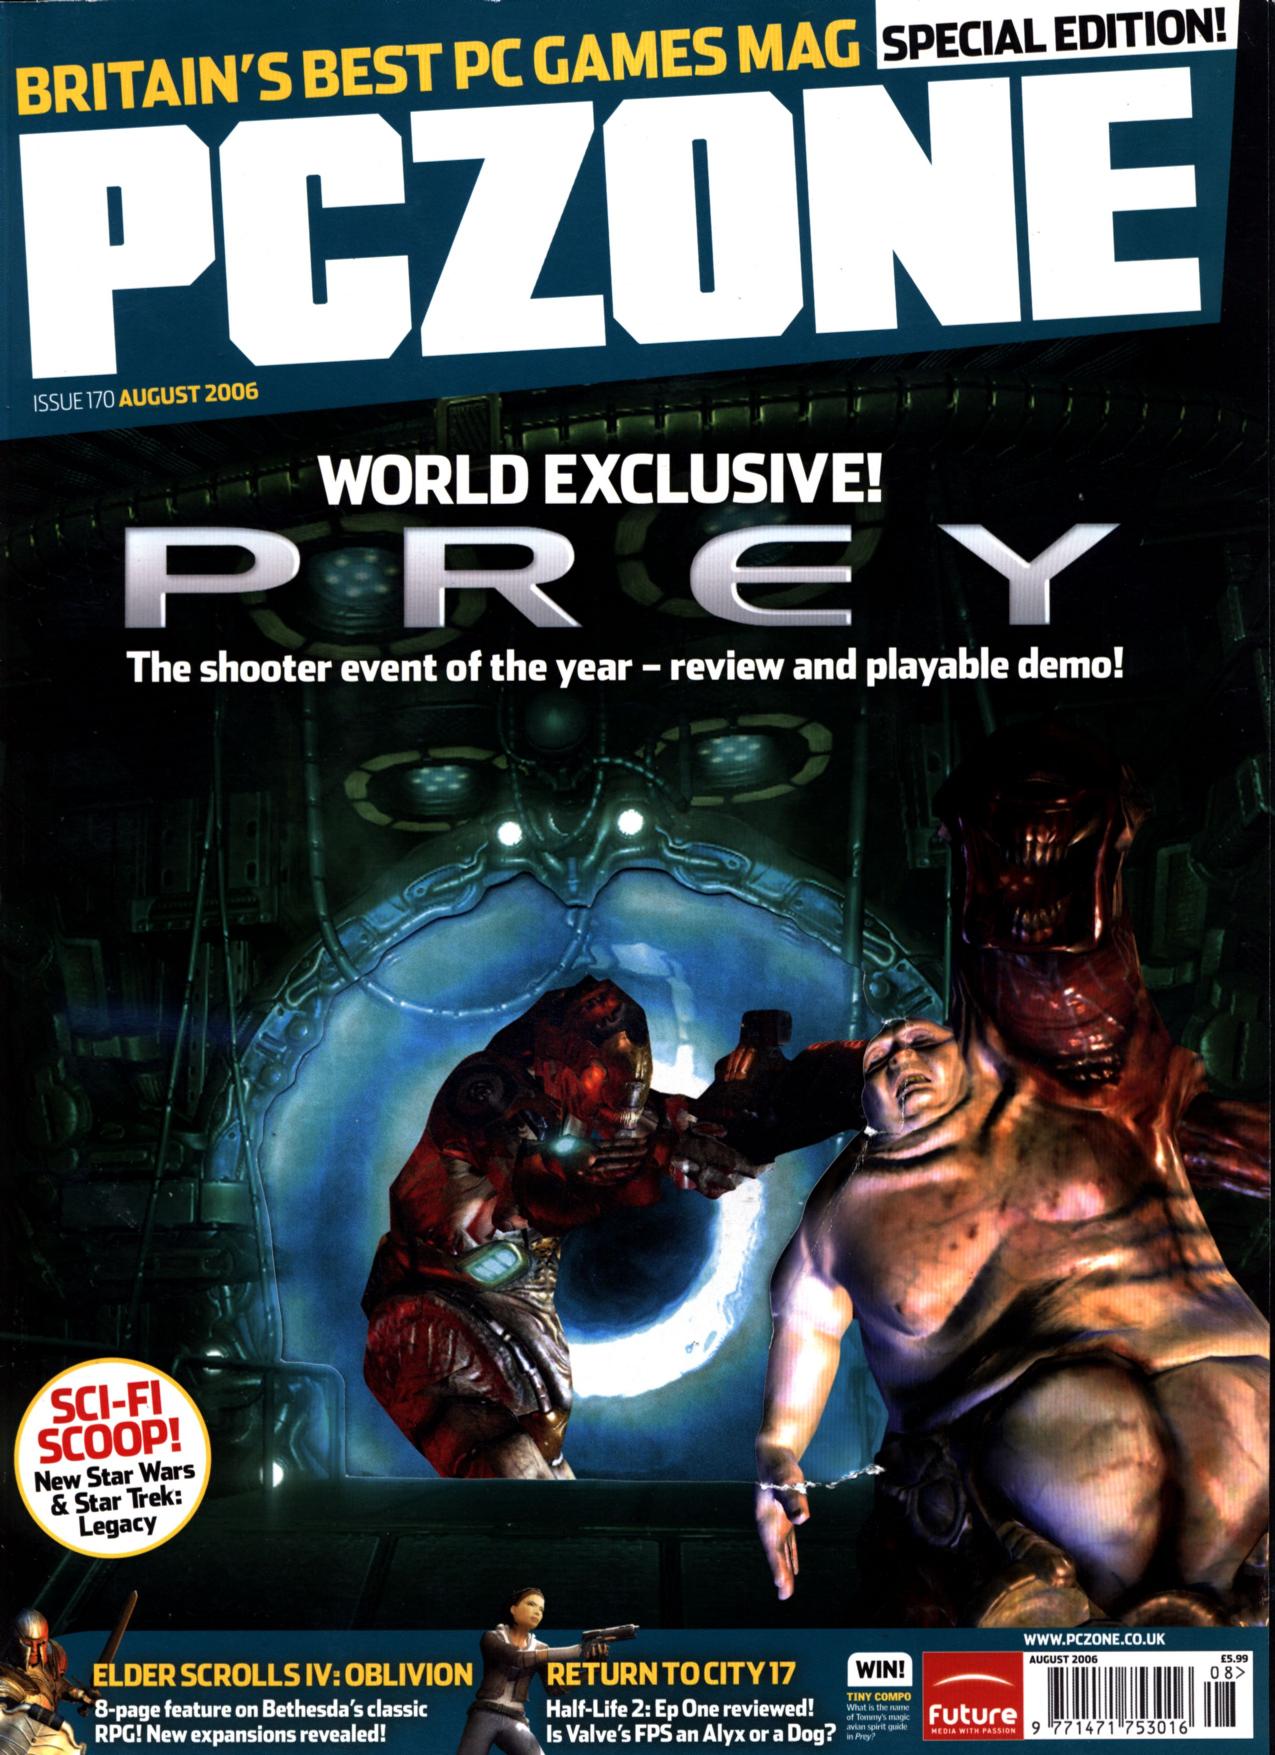 BRITAIN'S BEST PC GAMES MAG
SPECIAL EDITION!
PCZONE
ISSUE 170 AUGUST 2006
WORLD EXCLUSIVE!
PREY
The shooter event of the year – review and playable demo!
SCI-FI
SCOOP!
New Star Wars
& Star Trek:
Legacy
ELDER SCROLLS IV: OBLIVION
8-page feature on Bethesda's classic
RPG! New expansions revealed!
RETURN TO CITY 17
Half-Life 2: Ep One reviewed!
Is Valve's FPS an Alyx or a Dog?
WIN!
TINY COMPO
What is the name
of Tommy's magic
avian spirit guide
in Prey?
Future
MEDIA WITH PASSION
WWW.PCZONE.CO.UK
AUGUST 2006 £5.99
08>
9 771471 753016